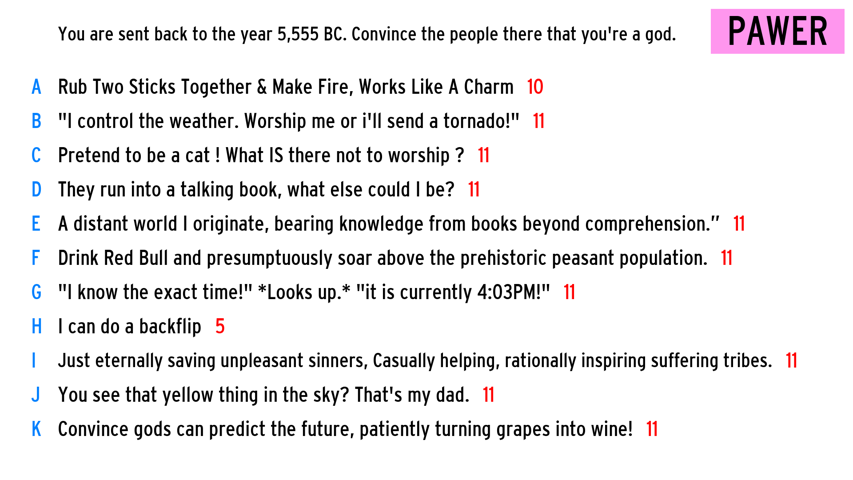 You are sent back to the year 5,555 BC. Convince the people there that you're a god.
PAWER
A Rub Two Sticks Together & Make Fire, Works Like A Charm 10
B "I control the weather. Worship me or i'll send a tornado!" 11
C Pretend to be a cat ! What IS there not to worship ? 11
D They run into a talking book, what else could I be? 11
E A distant world I originate, bearing knowledge from books beyond comprehension.” 11
F Drink Red Bull and presumptuously soar above the prehistoric peasant population. 11
G "I know the exact time!" *Looks up.* "it is currently 4:03PM!" 11
H I can do a backflip 5
I Just eternally saving unpleasant sinners, Casually helping, rationally inspiring suffering tribes. 11
J You see that yellow thing in the sky? That's my dad. 11
K Convince gods can predict the future, patiently turning grapes into wine! 11